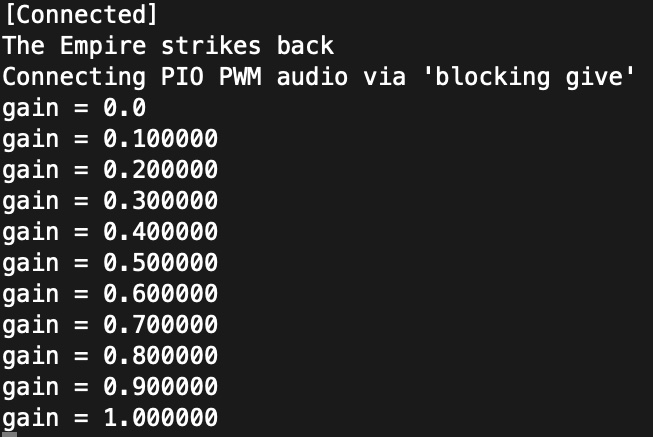 [Connected]
The Empire strikes back
Connecting PIO PWM audio via 'blocking give'
gain = 0.0
gain = 0.100000
gain = 0.200000
gain = 0.300000
gain = 0.400000
gain = 0.500000
gain = 0.600000
gain = 0.700000
gain = 0.800000
gain = 0.900000
gain = 1.000000